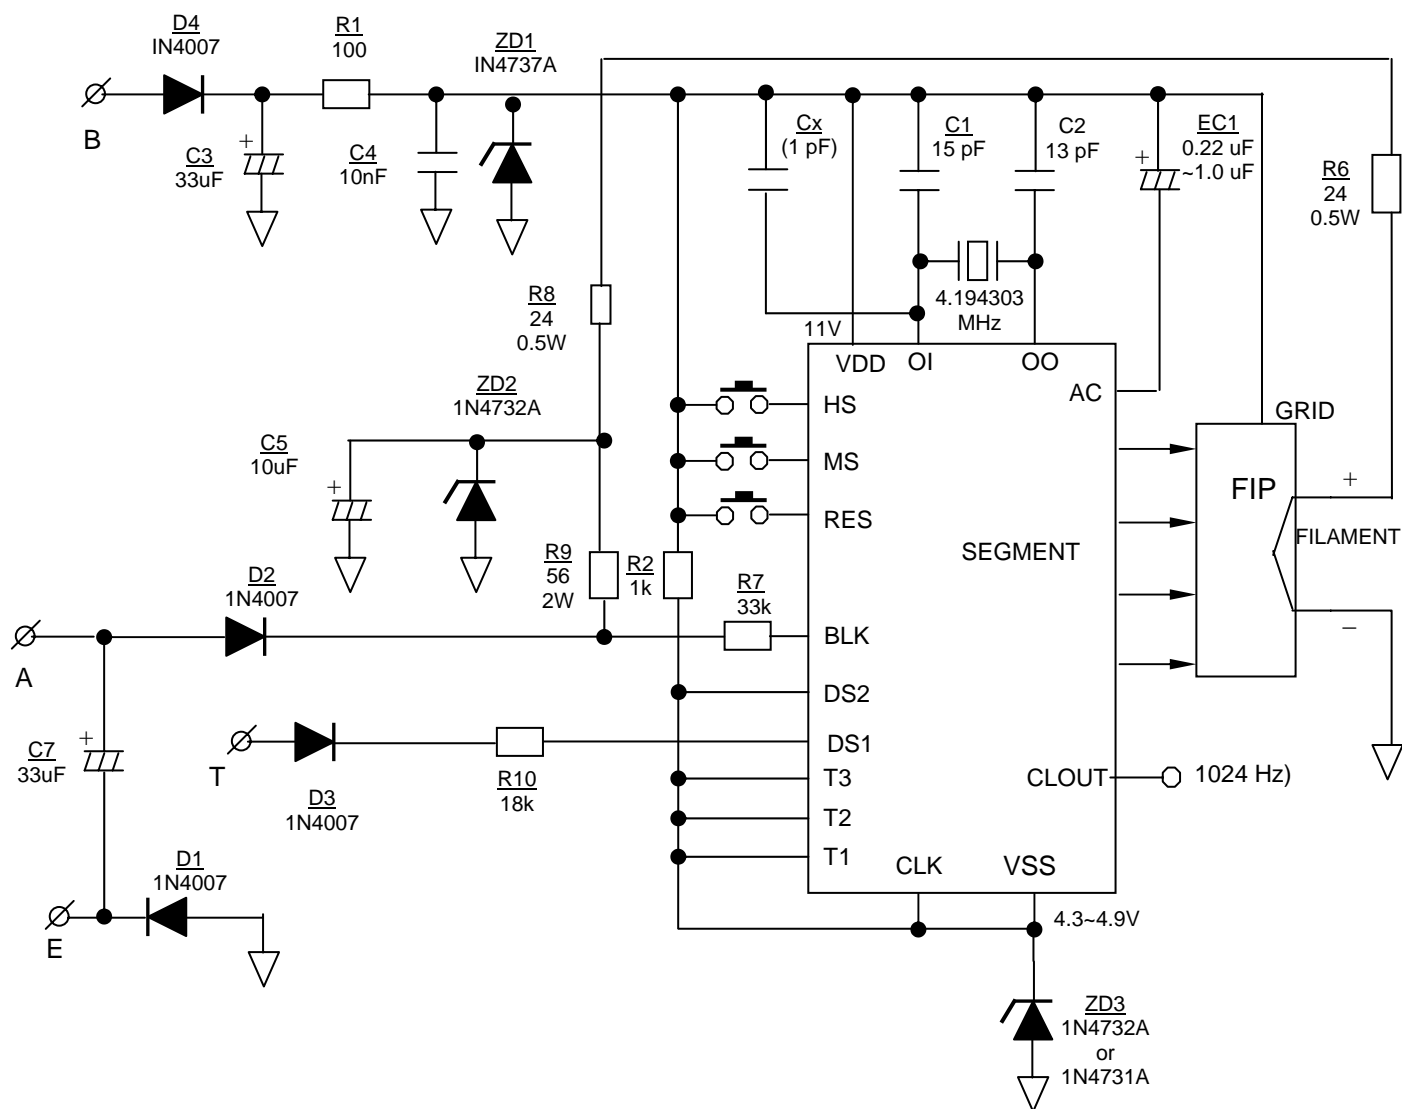 D4
IN4007
R1
100
ZD1
IN4737A
B
C3
33uF
+
C4
10nF
Cx
(1 pF)
C1
15 pF
C2
13 pF
EC1
0.22 uF
~1.0 uF
+
R6
24
0.5W
R8
24
0.5W
4.194303
MHz
11V
VDD
OI
OO
AC
GRID
ZD2
1N4732A
HS
C5
10uF
+
MS
RES
FIP
+
SEGMENT
FILAMENT
R9
56
2W
R2
1k
D2
1N4007
R7
33k
A
BLK
–
DS2
C7
33uF
+
T
D3
1N4007
R10
18k
DS1
T3
T2
T1
CLOUT
1024 Hz)
D1
1N4007
E
CLK
VSS
4.3~4.9V
ZD3
1N4732A
or
1N4731A